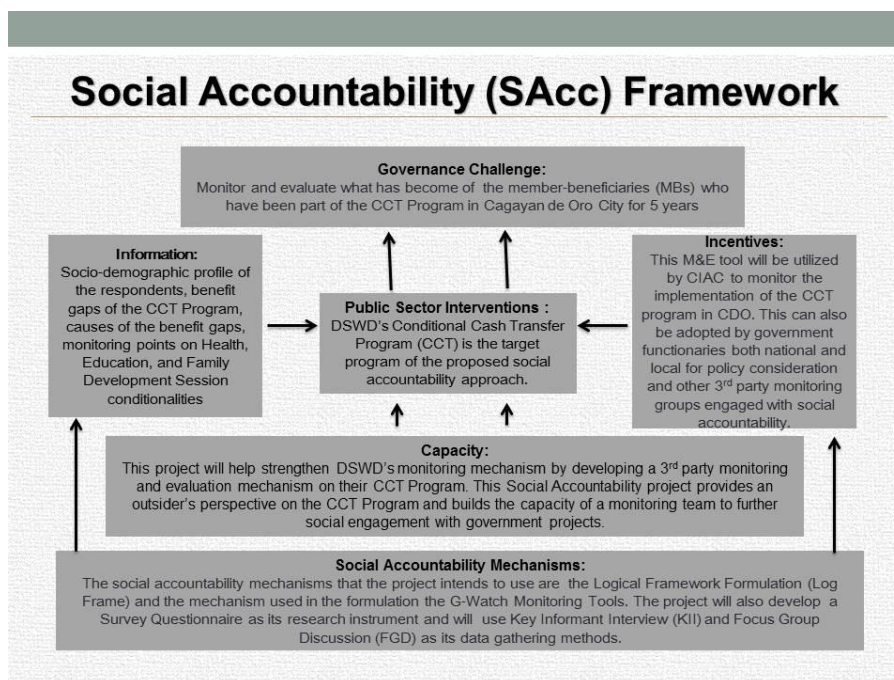 Social Accountability (SAcc) Framework
Governance Challenge:
Monitor and evaluate what has become of the member-beneficiaries (MBs) who
have been part of the CCT Program in Cagayan de Oro City for 5 years
Information:
Socio-demographic profile of
the respondents, benefit
gaps of the CCT Program,
causes of the benefit gaps,
monitoring points on Health,
Education, and Family
Development Session
conditionalities
Public Sector Interventions :
DSWD's Conditional Cash Transfer
Program (CCT) is the target
program of the proposed social
accountability approach.
Incentives:
This M&E tool will be utilized
by CIAC to monitor the
implementation of the CCT
program in CDO. This can also
be adopted by government
functionaries both national and
local for policy consideration
and other 3rd party monitoring
groups engaged with social
accountability.
Capacity:
This project will help strengthen DSWD's monitoring mechanism by developing a 3rd party monitoring
and evaluation mechanism on their CCT Program. This Social Accountability project provides an
outsider's perspective on the CCT Program and builds the capacity of a monitoring team to further
social engagement with government projects.
Social Accountability Mechanisms:
The social accountability mechanisms that the project intends to use are the Logical Framework Formulation (Log
Frame) and the mechanism used in the formulation the G-Watch Monitoring Tools. The project will also develop a
Survey Questionnaire as its research instrument and will use Key Informant Interview (KII) and Focus Group
Discussion (FGD) as its data gathering methods.